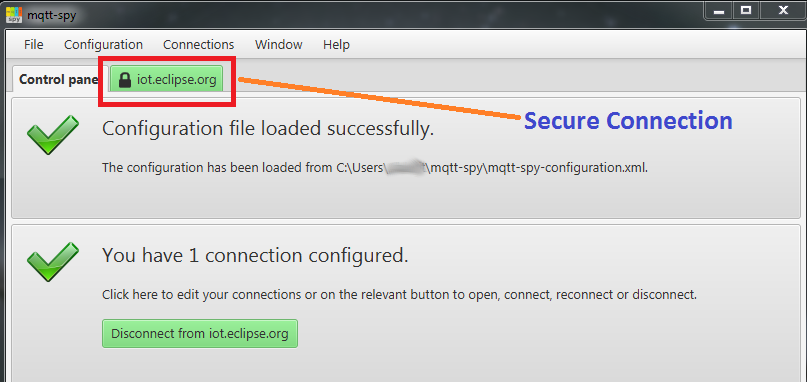 mqtt-spy
File Configuration Connections Window Help
Control pane iot.eclipse.org
Secure Connection
Configuration file loaded successfully.
The configuration has been loaded from C:\Users\ \mqtt-spy\mqtt-spy-configuration.xml.
You have 1 connection configured.
Click here to edit your connections or on the relevant button to open, connect, reconnect or disconnect.
Disconnect from iot.eclipse.org